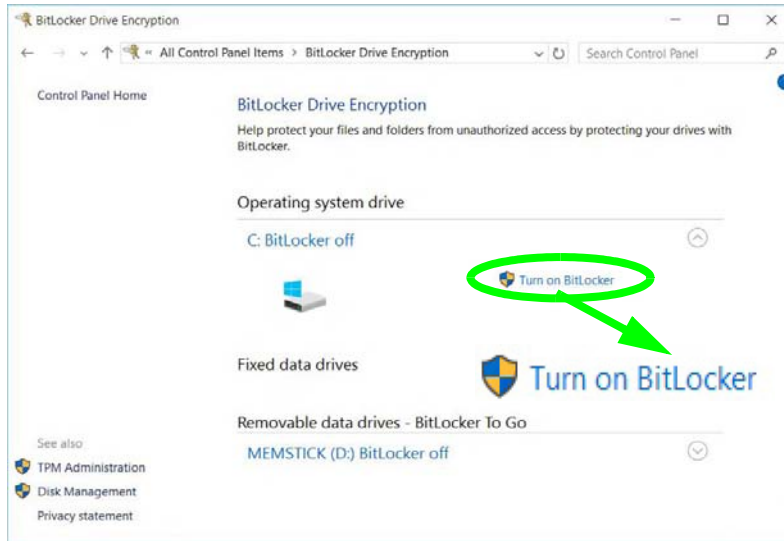 BitLocker Drive Encryption
« All Control Panel Items > BitLocker Drive Encryption
Search Control Panel
Control Panel Home
BitLocker Drive Encryption
Help protect your files and folders from unauthorized access by protecting your drives with
BitLocker.
Operating system drive
C: BitLocker off
Turn on BitLocker
Fixed data drives
Turn on BitLocker
Removable data drives - BitLocker To Go
MEMSTICK (D:) BitLocker off
See also
TPM Administration
Disk Management
Privacy statement